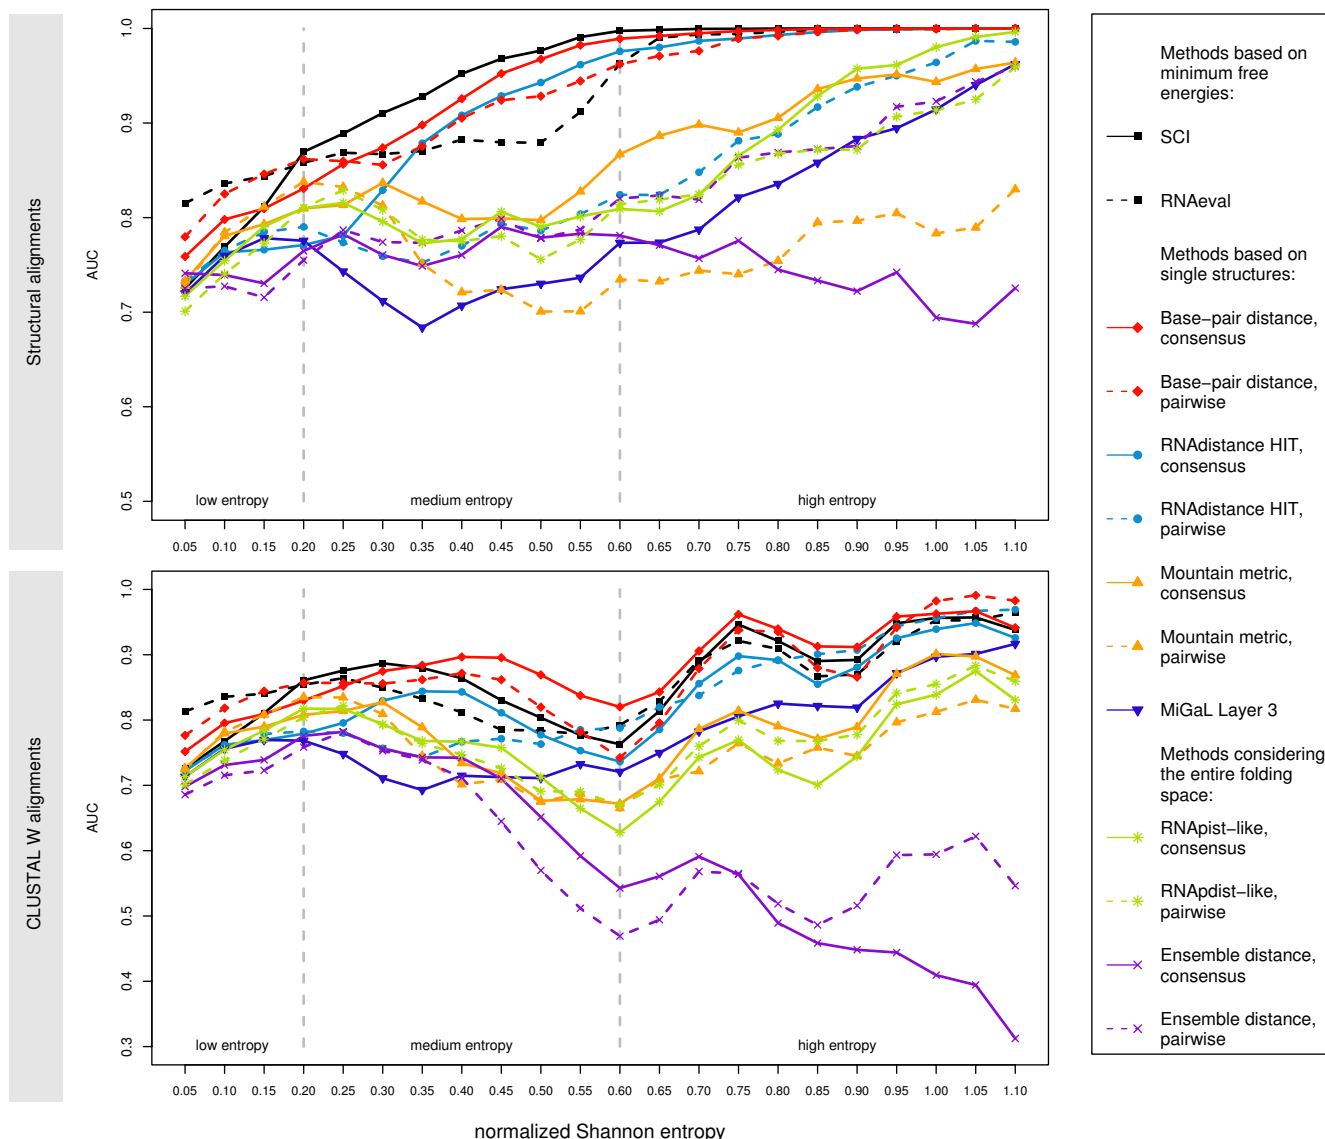 Structural alignments
AUC
1.0
0.9
0.8
0.7
0.6
0.5
low entropy
medium entropy
high entropy
0.05 0.10 0.15 0.20 0.25 0.30 0.35 0.40 0.45 0.50 0.55 0.60 0.65 0.70 0.75 0.80 0.85 0.90 0.95 1.00 1.05 1.10
CLUSTAL W alignments
AUC
1.0
0.9
0.8
0.7
0.6
0.5
0.4
0.3
low entropy
medium entropy
high entropy
0.05 0.10 0.15 0.20 0.25 0.30 0.35 0.40 0.45 0.50 0.55 0.60 0.65 0.70 0.75 0.80 0.85 0.90 0.95 1.00 1.05 1.10
normalized Shannon entropy
Methods based on
minimum free
energies:
SCI
RNAeval
Methods based on
single structures:
Base−pair distance,
consensus
Base−pair distance,
pairwise
RNAdistance HIT,
consensus
RNAdistance HIT,
pairwise
Mountain metric,
consensus
Mountain metric,
pairwise
MiGaL Layer 3
Methods considering
the entire folding
space:
RNApist−like,
consensus
RNApdist−like,
pairwise
Ensemble distance,
consensus
Ensemble distance,
pairwise